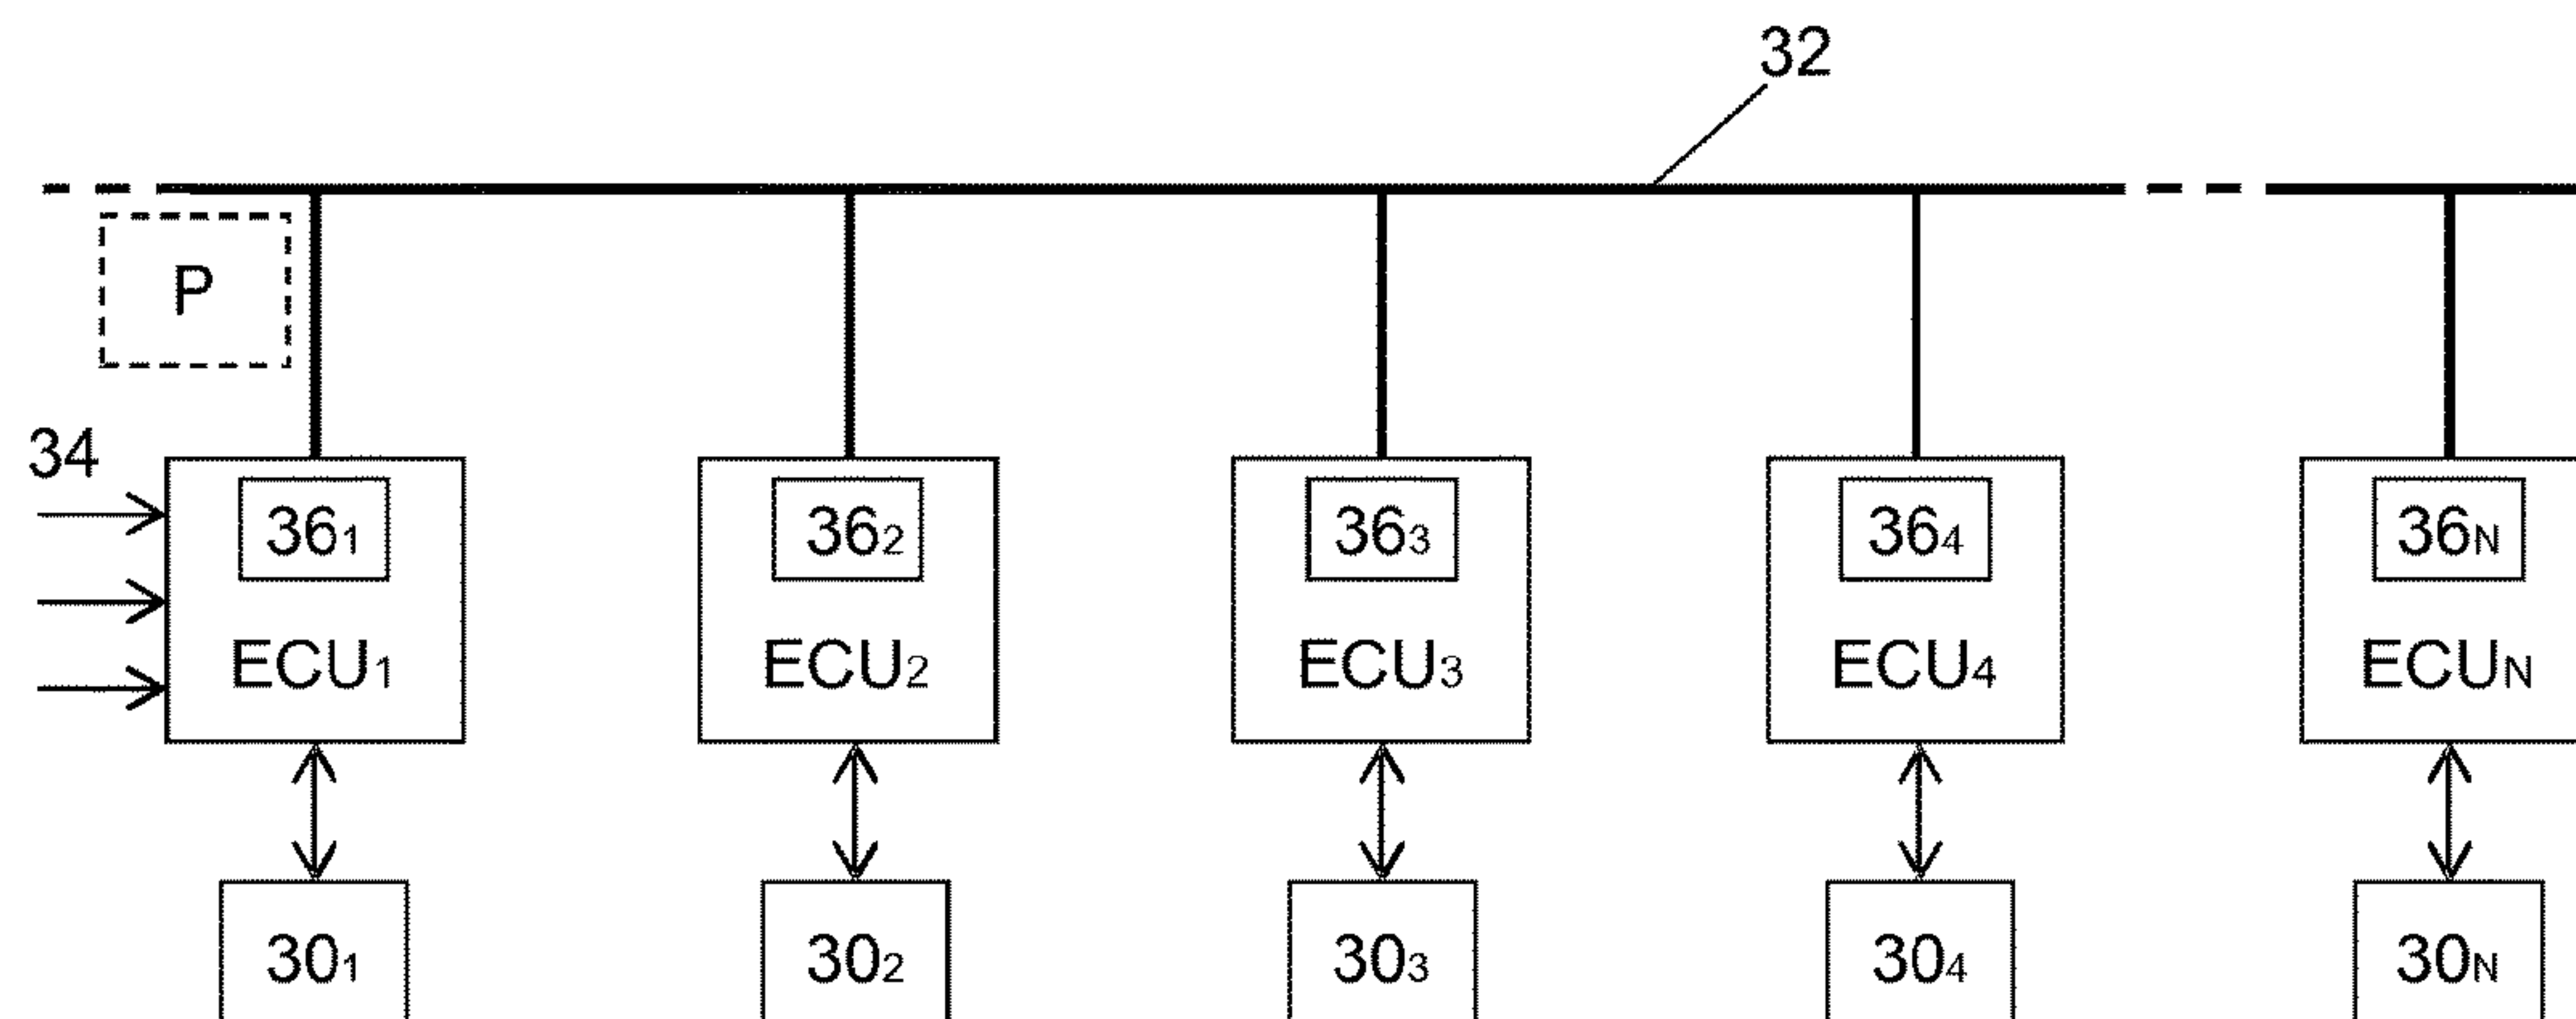 32
P
34
36₁ 36₂ 36₃ 36₄ 36N
ECU₁ ECU₂ ECU₃ ECU₄ ECUN
30₁ 30₂ 30₃ 30₄ 30N